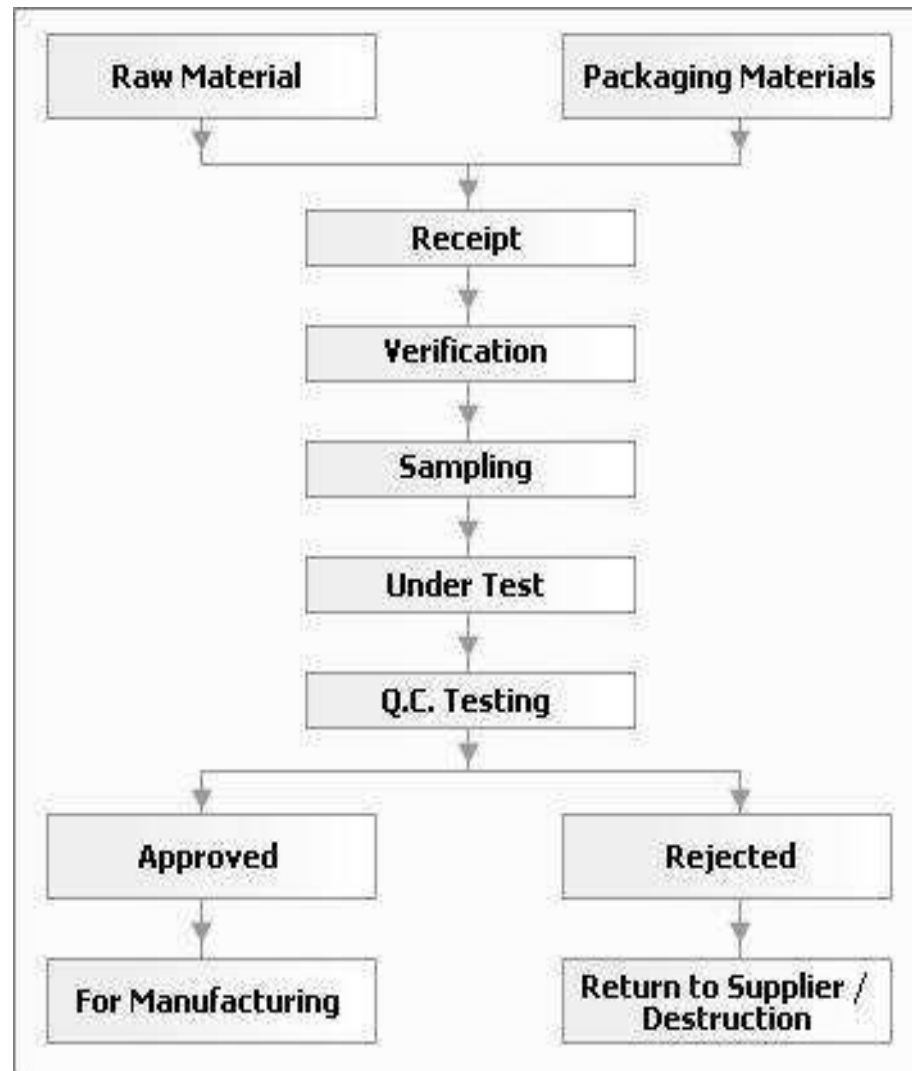 Raw Material
Packaging Materials
Receipt
Verification
Sampling
Under Test
Q.C. Testing
Approved
Rejected
For Manufacturing
Return to Supplier /
Destruction